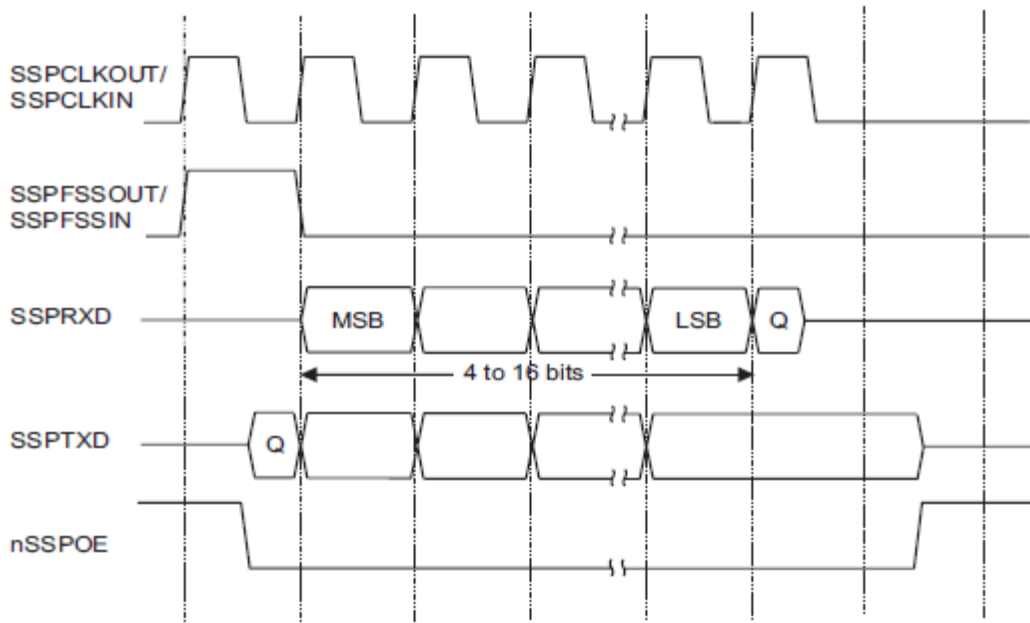 SSPCLKOUT/
SSPCLKIN
SSPFSSOUT/
SSPFSSIN
SSPRXD
MSB
LSB
Q
4 to 16 bits
SSPTXD
Q
nSSPOE